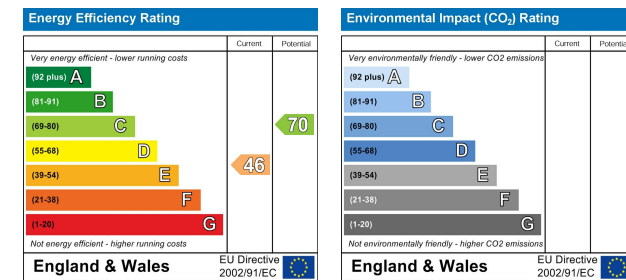 Energy Efficiency Rating
Current Potential
Very energy efficient - lower running costs
(92 plus) A
(81-91) B
(69-80) C
70
(55-68) D
46
(39-54) E
(21-38) F
(1-20) G
Not energy efficient - higher running costs
England & Wales
EU Directive
2002/91/EC
Environmental Impact (CO₂) Rating
Current Potential
Very environmentally friendly - lower CO2 emissions
(92 plus) A
(81-91) B
(69-80) C
(55-68) D
(39-54) E
(21-38) F
(1-20) G
Not environmentally friendly - higher CO2 emissions
England & Wales
EU Directive
2002/91/EC